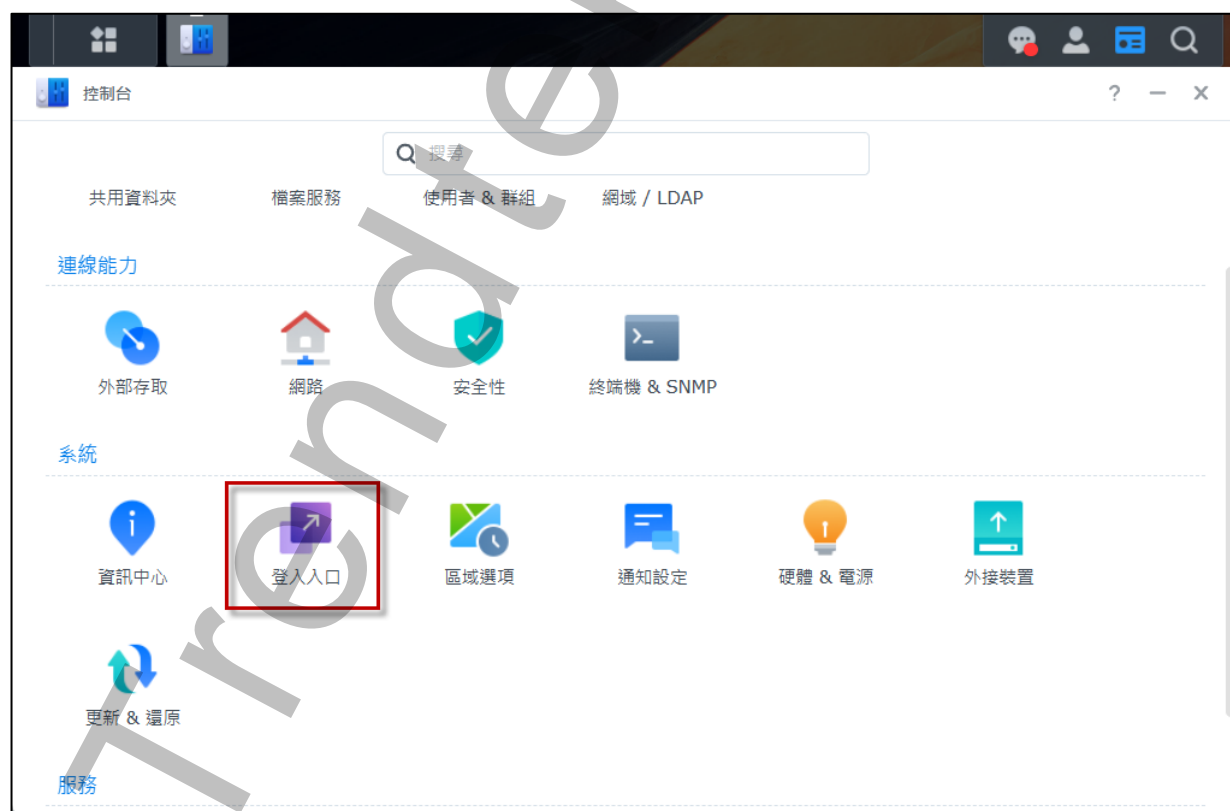 控制台
搜尋
共用資料夾 檔案服務 使用者 & 群組 網域 / LDAP
連線能力
外部存取 網路 安全性 終端機 & SNMP
系統
資訊中心 登入入口 區域選項 通知設定 硬體 & 電源 外接裝置
更新 & 還原
服務
Trendte